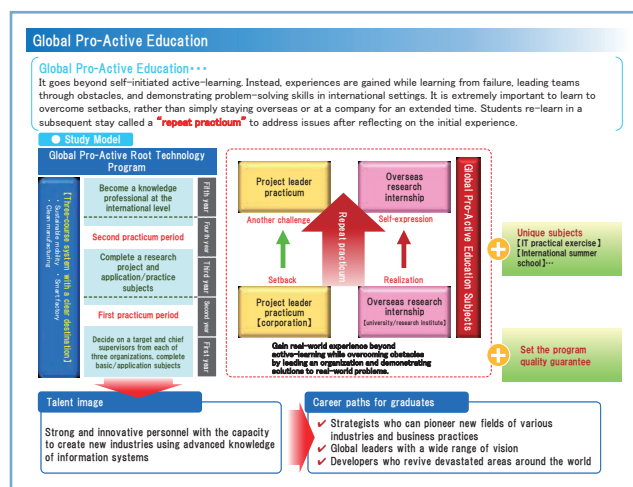 Global Pro-Active Education
Global Pro-Active Education･･･
It goes beyond self-initiated active-learning. Instead, experiences are gained while learning from failure, leading teams
through obstacles, and demonstrating problem-solving skills in international settings. It is extremely important to learn to
overcome setbacks, rather than simply staying overseas or at a company for an extended time. Students re-learn in a
subsequent stay called a "repeat practicum" to address issues after reflecting on the initial experience.
● Study Model
Global Pro-Active Root Technology
Program
【Three-course system with a clear destination】
・Sustainable mobility ・Smart factory
・Clean manufacturing
Become a knowledge
professional at the
international level
Second practicum period
Complete a research
project and
application/practice
subjects
First practicum period
Decide on a target and chief
supervisors from each of
three organizations, complete
basic/application subjects
Fifth year
Fourth year
Third year
Second year
First year
Project leader
practicum
Overseas
research
internship
Another challenge
Self-expression
Repeat practicum
Setback
Realization
Project leader
practicum
【corporation】
Overseas research
internship
【university/research institute】
Gain real-world experience beyond
active-learning while overcoming obstacles
by leading an organization and demonstrating
solutions to real-world problems.
Global Pro-Active Education Subjects
Unique subjects
【IT practical exercise】
【International summer
school】･･･
Set the program
quality guarantee
Talent image
Strong and innovative personnel with the capacity
to create new industries using advanced knowledge
of information systems
Career paths for graduates
✓ Strategists who can pioneer new fields of various
industries and business practices
✓ Global leaders with a wide range of vision
✓ Developers who revive devastated areas around the world